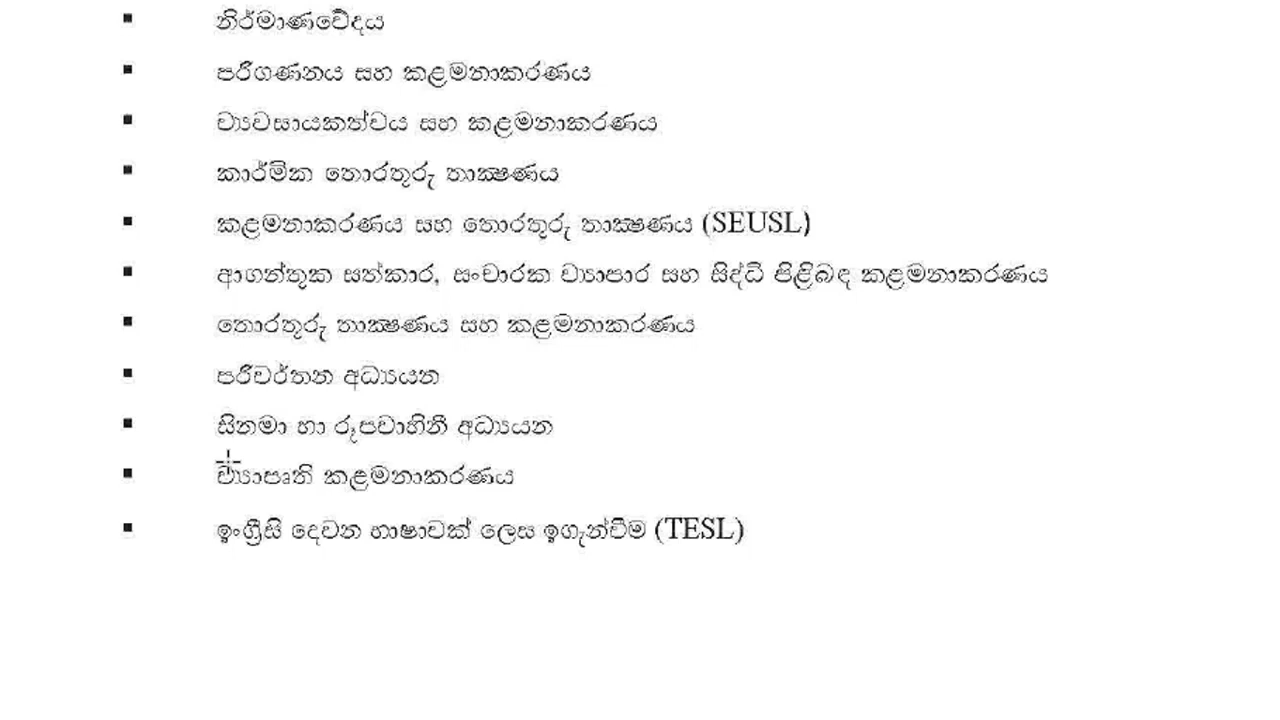 ▪ නිර්මාණවේදය
▪ පරිගණනය සහ කළමනාකරණය
▪ ව්‍යවසායකත්වය සහ කළමනාකරණය
▪ කාර්මික තොරතුරු තාක්‍ෂණය
▪ කළමනාකරණය සහ තොරතුරු තාක්‍ෂණය (SEUSL)
▪ ආගන්තුක සත්කාර, සංචාරක ව්‍යාපාර සහ සිද්ධි පිළිබඳ කළමනාකරණය
▪ තොරතුරු තාක්‍ෂණය සහ කළමනාකරණය
▪ පරිවර්තන අධ්‍යයන
▪ සිනමා හා රූපවාහිනී අධ්‍යයන
▪ ව්‍යාපෘති කළමනාකරණය
▪ ඉංග්‍රීසි දෙවන භාෂාවක් ලෙස ඉගැන්වීම (TESL)